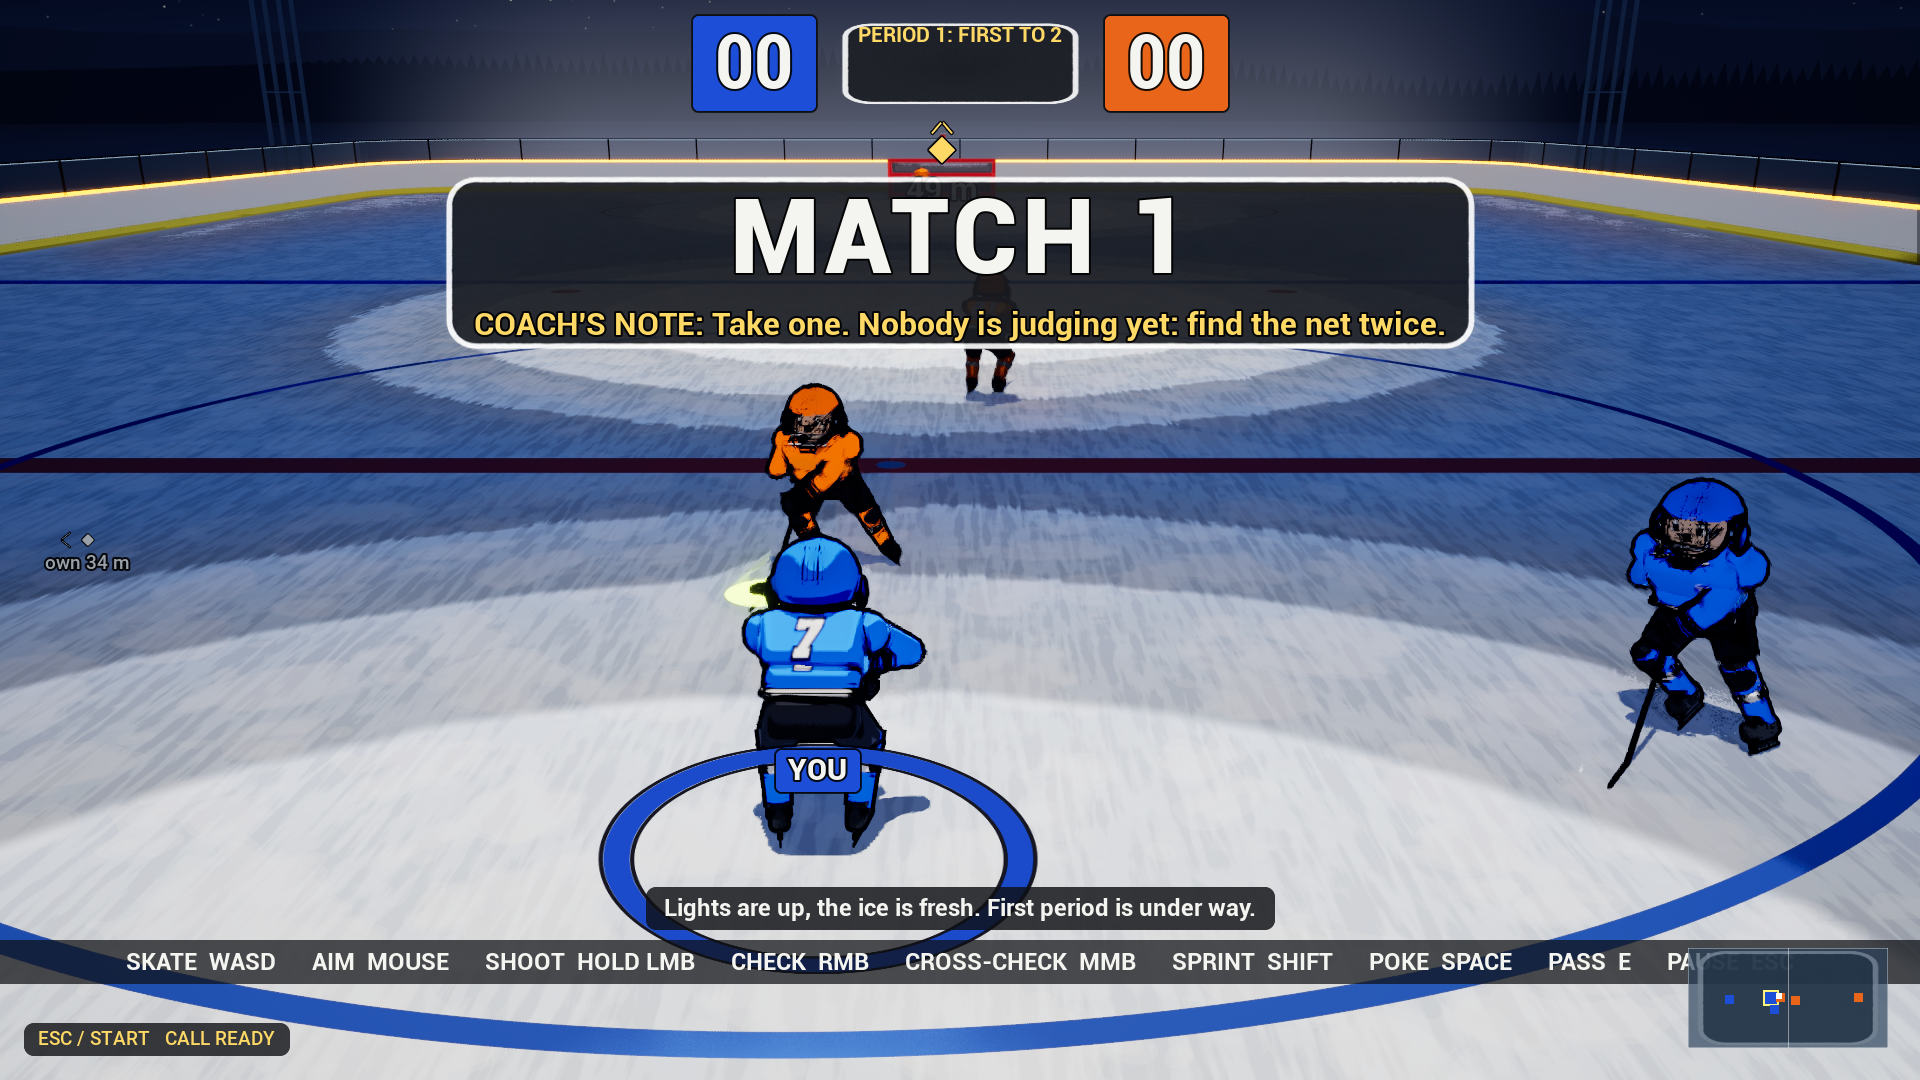 00
PERIOD 1: FIRST TO 2
00
49 m
MATCH 1
COACH'S NOTE: Take one. Nobody is judging yet: find the net twice.
own 34 m
7
YOU
Lights are up, the ice is fresh. First period is under way.
SKATE WASD AIM MOUSE SHOOT HOLD LMB CHECK RMB CROSS-CHECK MMB SPRINT SHIFT POKE SPACE PASS E PAUSE ESC
ESC / START CALL READY